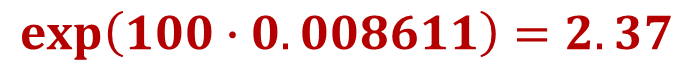 exp(100 · 0.008611) = 2.37